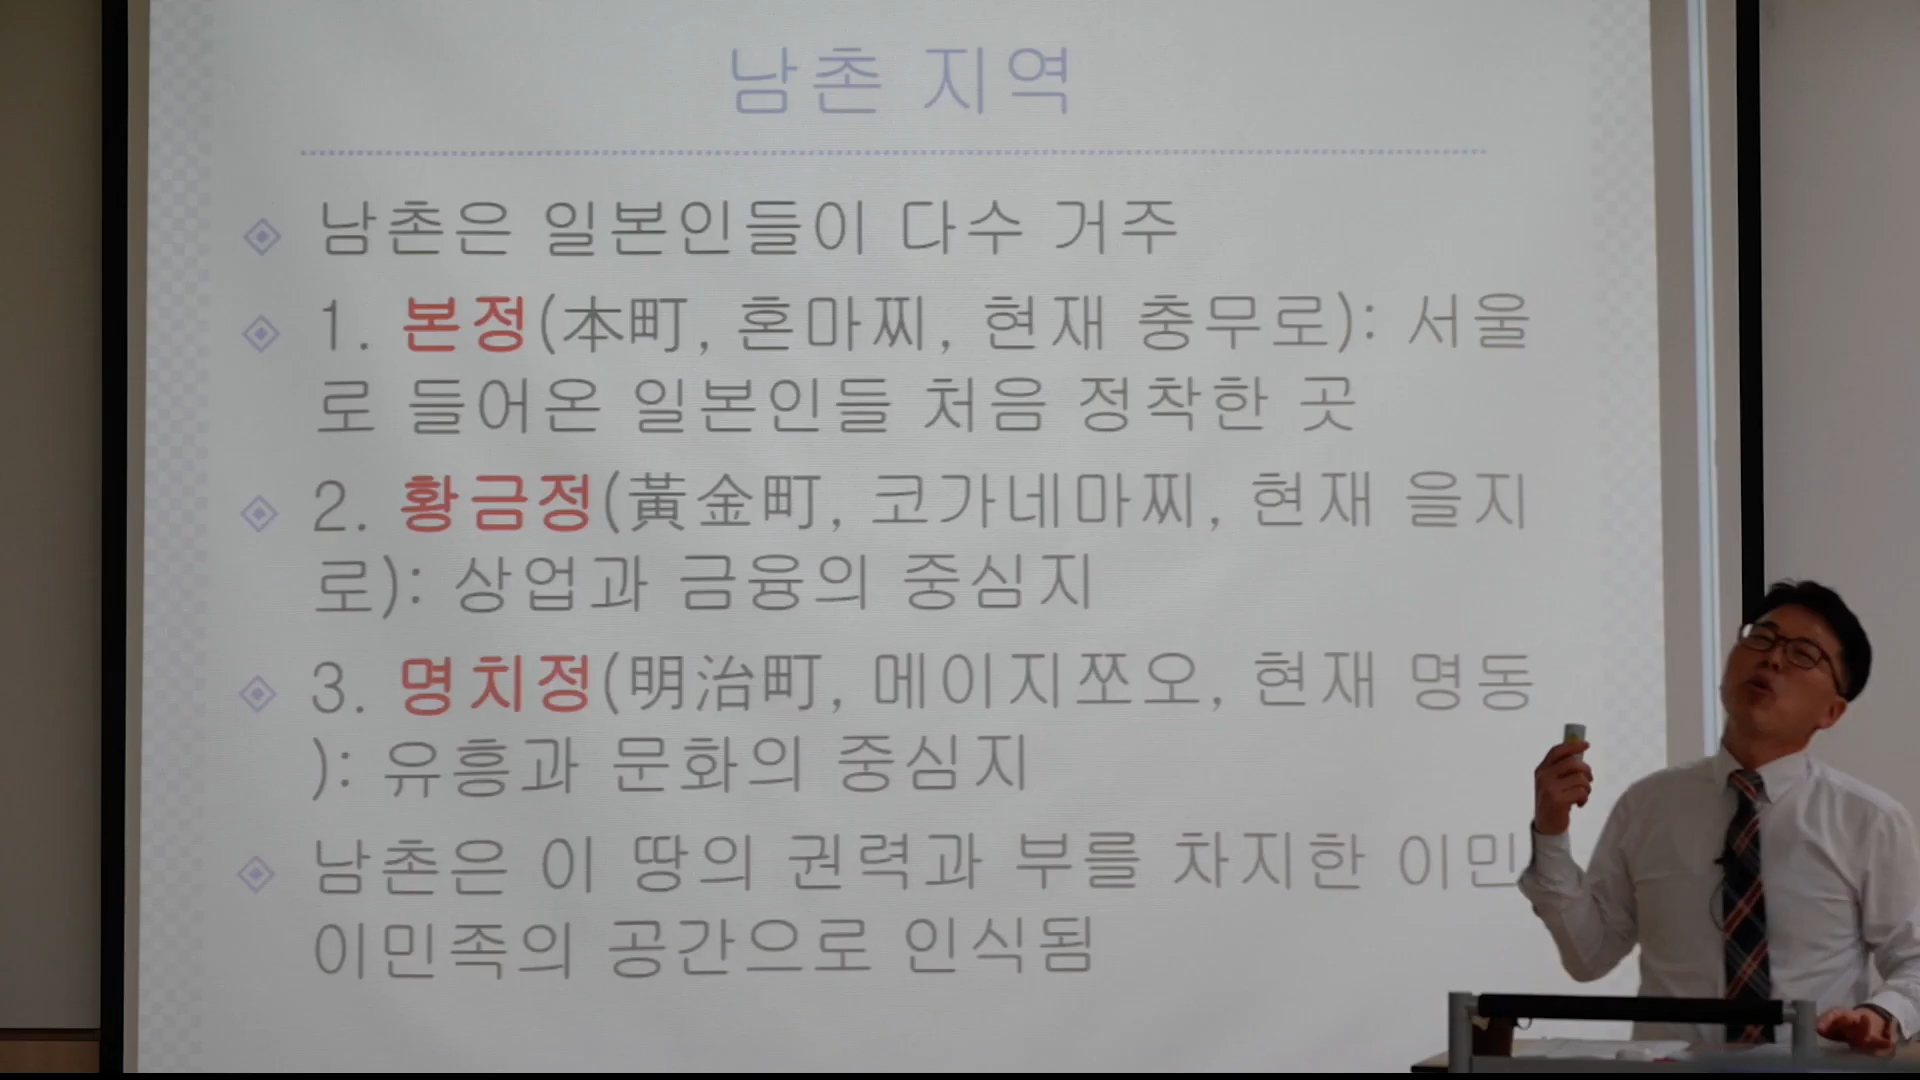 남촌 지역
남촌은 일본인들이 다수 거주
1. 본정(本町, 혼마찌, 현재 충무로): 서울
로 들어온 일본인들 처음 정착한 곳
2. 황금정(黃金町, 코가네마찌, 현재 을지
로): 상업과 금융의 중심지
3. 명치정(明治町, 메이지쪼오, 현재 명동
): 유흥과 문화의 중심지
남촌은 이 땅의 권력과 부를 차지한 이민
이민족의 공간으로 인식됨